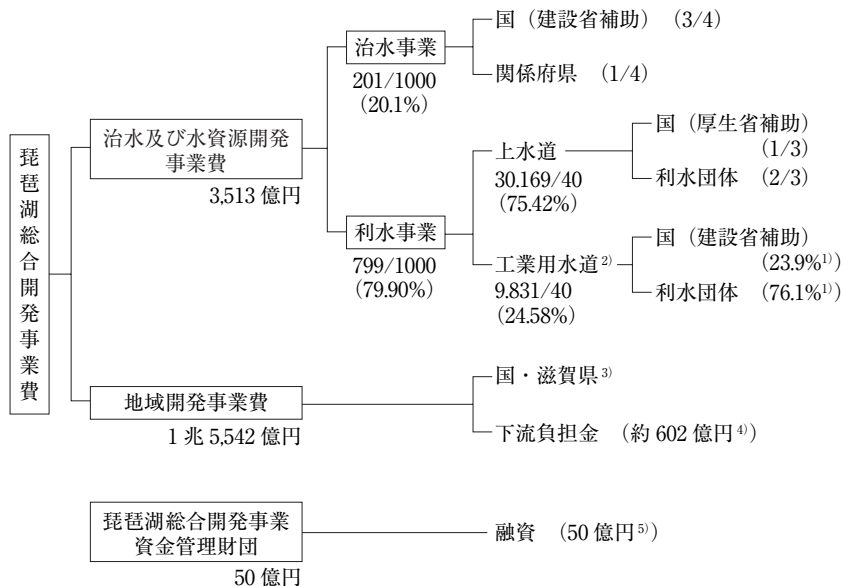 琵琶湖総合開発事業費
治水及び水資源開発
事業費
3,513 億円
治水事業
201/1000
(20.1%)
国（建設省補助）（3/4）
関係府県 （1/4）
利水事業
799/1000
(79.90%)
上水道
30.169/40
(75.42%)
国（厚生省補助）
(1/3)
利水団体 （2/3）
工業用水道2)
9.831/40
(24.58%)
国（建設省補助）
(23.9%1))
利水団体 （76.1%1)）
地域開発事業費
1 兆 5,542 億円
国・滋賀県3)
下流負担金 （約 602 億円4)）
琵琶湖総合開発事業
資金管理財団
50 億円
融資 （50 億円5)）